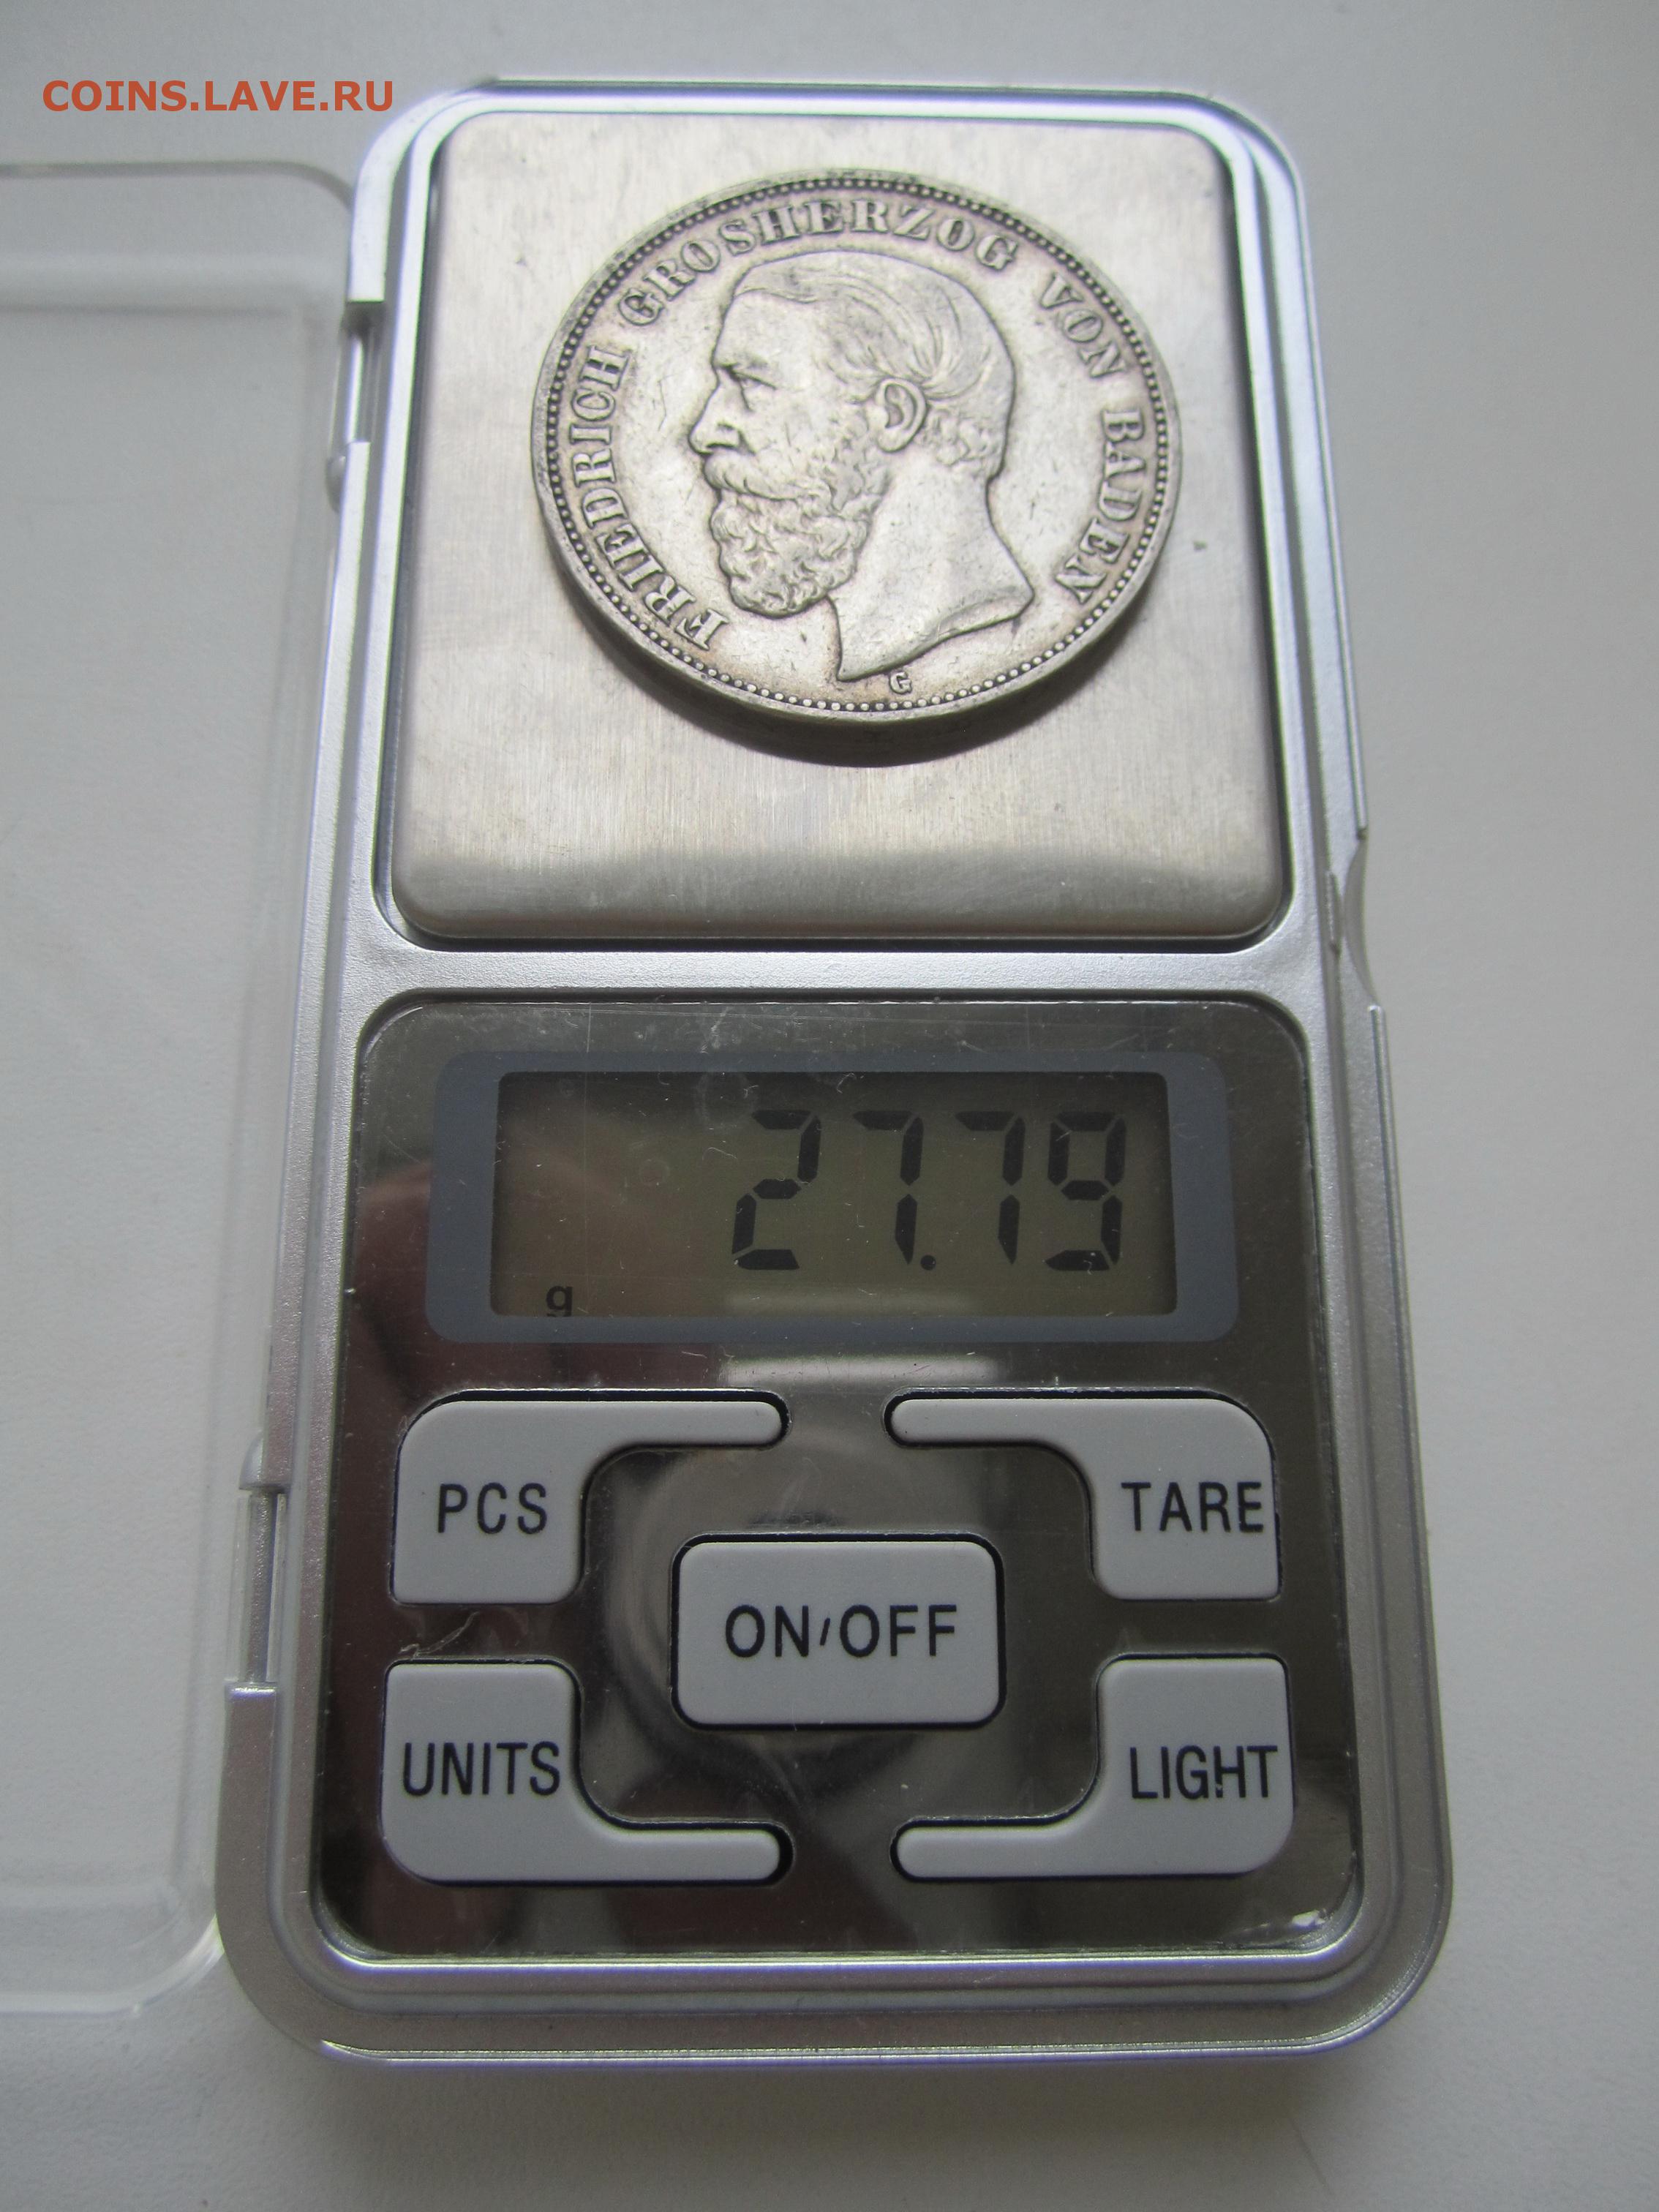 COINS.LAVE.RU
FRIEDRICH GROSHERZOG VON BADEN
G
27.79
g
PCS
TARE
ON/OFF
UNITS
LIGHT